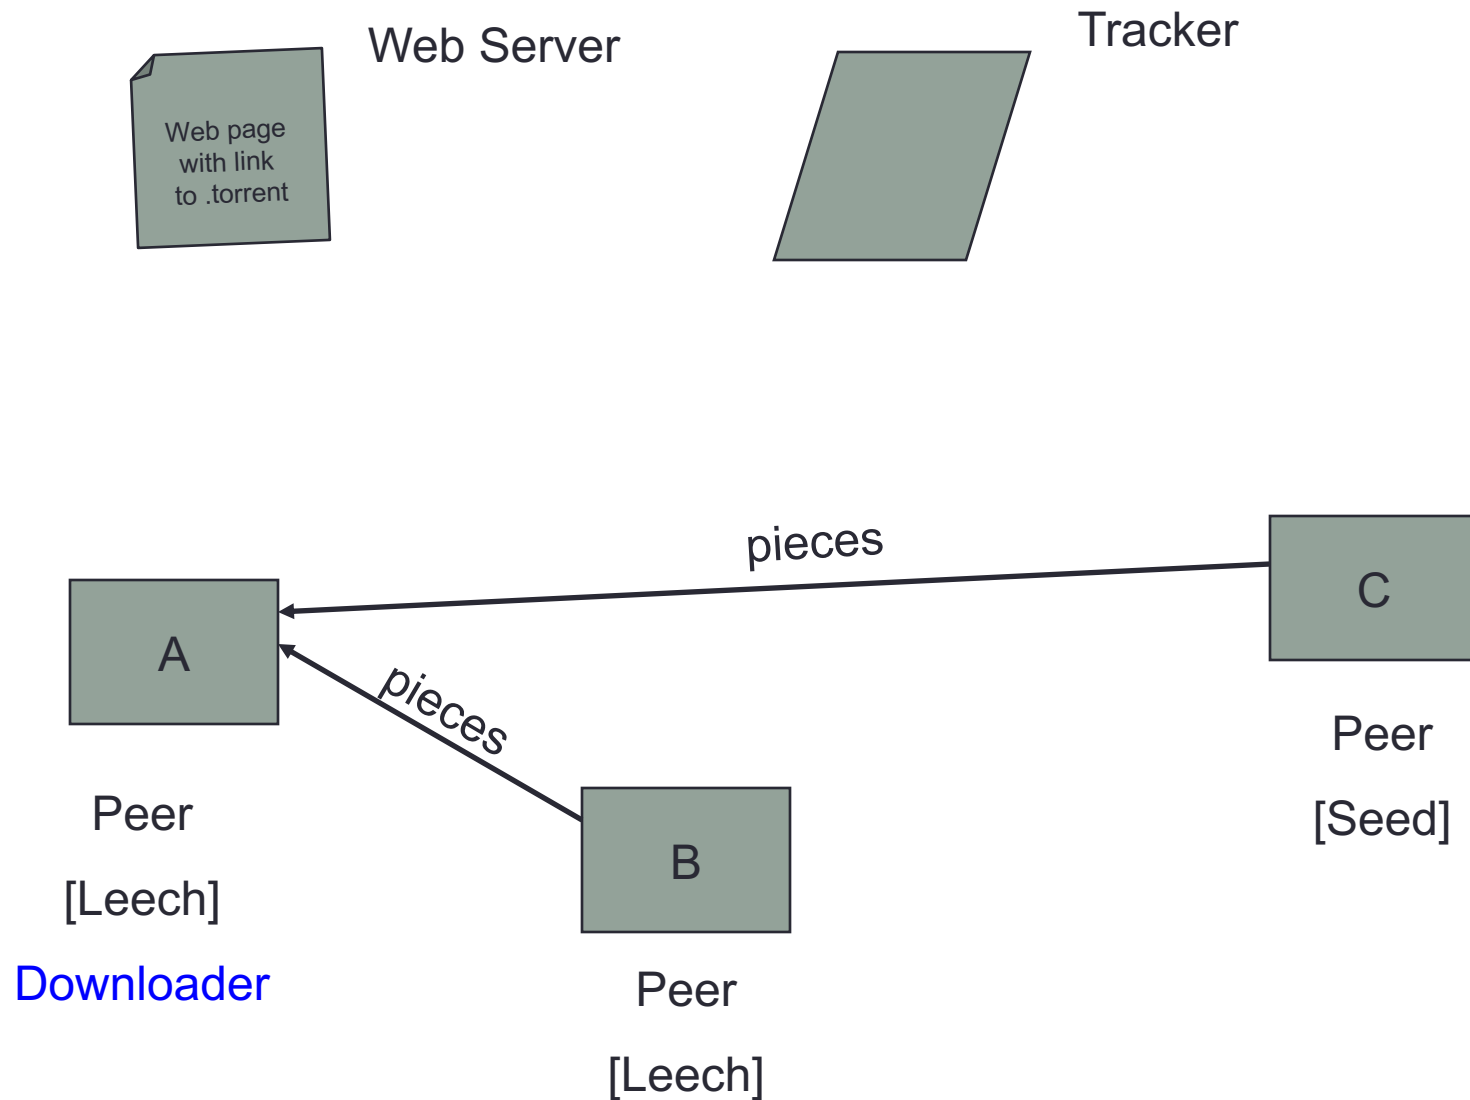 Web Server
Tracker
Web page
with link
to .torrent
pieces
C
A
pieces
Peer
[Seed]
Peer
[Leech]
Downloader
B
Peer
[Leech]